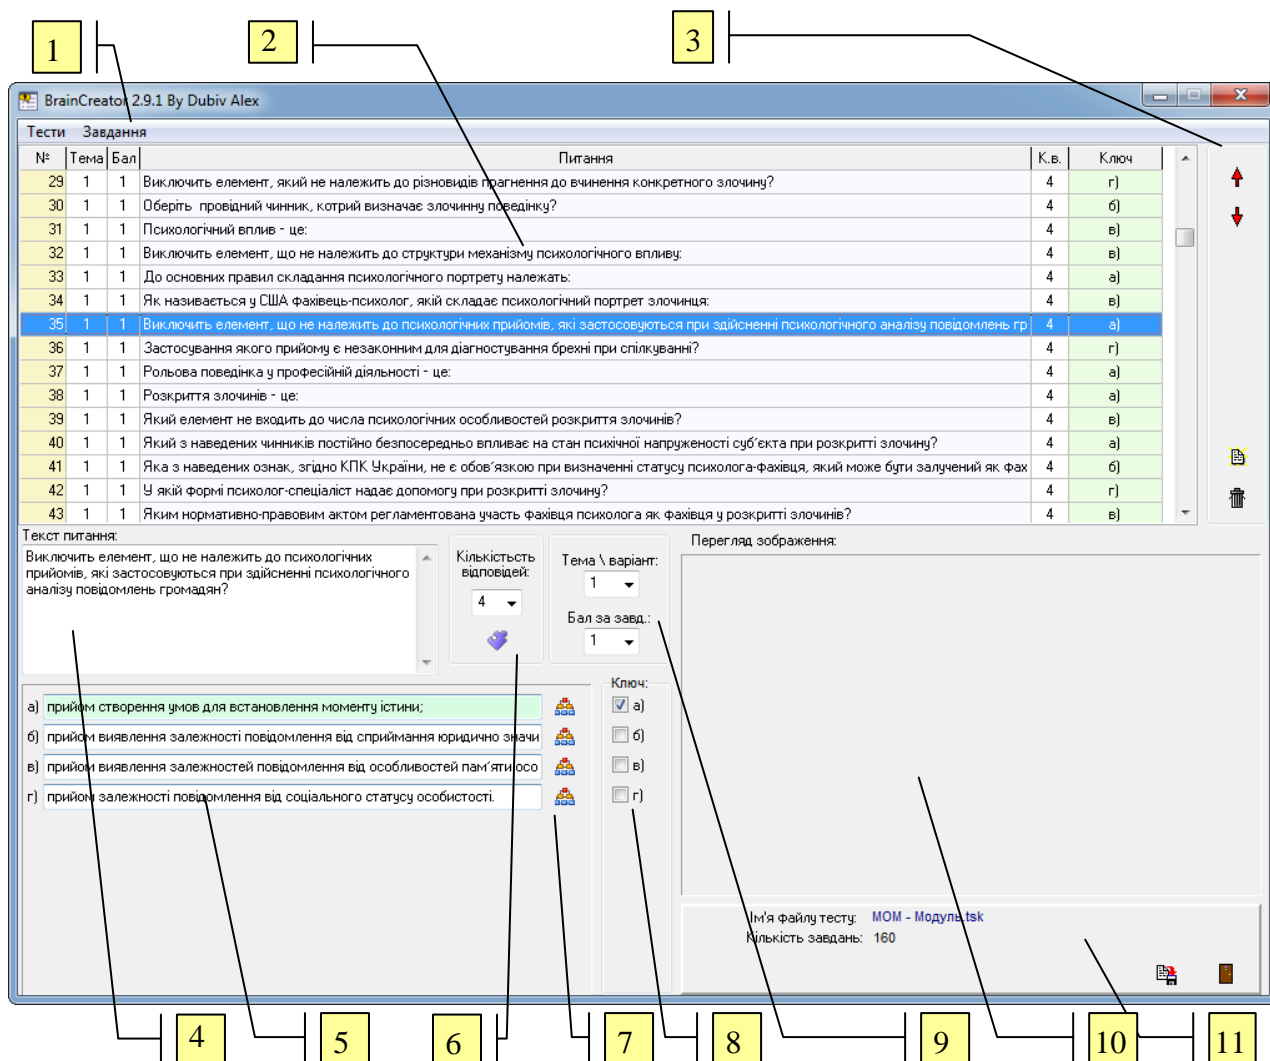 1 2 3
BrainCreator 2.9.1 By Dubiv Alex
Тести Завдання
№ Тема Бал Питання К.в. Ключ
29 1 1 Виключить елемент, який не належить до різновидів прагнення до вчинення конкретного злочину? 4 г)
30 1 1 Оберіть провідний чинник, котрий визначає злочинну поведінку? 4 б)
31 1 1 Психологічний вплив - це: 4 в)
32 1 1 Виключить елемент, що не належить до структури механізму психологічного впливу: 4 в)
33 1 1 До основних правил складання психологічного портрету належать: 4 а)
34 1 1 Як називається у США фахівець-психолог, якій складає психологічний портрет злочинця: 4 в)
35 1 1 Виключить елемент, що не належить до психологічних прийомів, які застосовуються при здійсненні психологічного аналізу повідомлень гр 4 а)
36 1 1 Застосування якого прийому є незаконним для діагностування брехні при спілкуванні? 4 г)
37 1 1 Рольова поведінка у професійній діяльності - це: 4 а)
38 1 1 Розкриття злочинів - це: 4 а)
39 1 1 Який елемент не входить до числа психологічних особливостей розкриття злочинів? 4 в)
40 1 1 Який з наведених чинників постійно безпосередньо впливає на стан психічної напруженості суб´єкта при розкритті злочину? 4 а)
41 1 1 Яка з наведених ознак, згідно КПК України, не є обов´язкою при визначенні статусу психолога-фахівця, який може бути залучений як фах 4 б)
42 1 1 У якій формі психолог-спеціаліст надає допомогу при розкритті злочину? 4 г)
43 1 1 Яким нормативно-правовим актом регламентована участь фахівця психолога як фахівця у розкритті злочинів? 4 в)
Текст питання:
Виключить елемент, що не належить до психологічних
прийомів, які застосовуються при здійсненні психологічного
аналізу повідомлень громадян?
Кількістьсть
відповідей:
4
Тема \ варіант:
1
Бал за завд.:
1
Перегляд зображення:
а) прийом створення умов для встановлення моменту істини;
б) прийом виявлення залежності повідомлення від сприймання юридично значи
в) прийом виявлення залежностей повідомлення від особливостей пам´яти осо
г) прийом залежності повідомлення від соціального статусу особистості.
Ключ:
а)
б)
в)
г)
Ім'я файлу тесту: МОМ - Модуль.tsk
Кількість завдань: 160
4 5 6 7 8 9 10 11